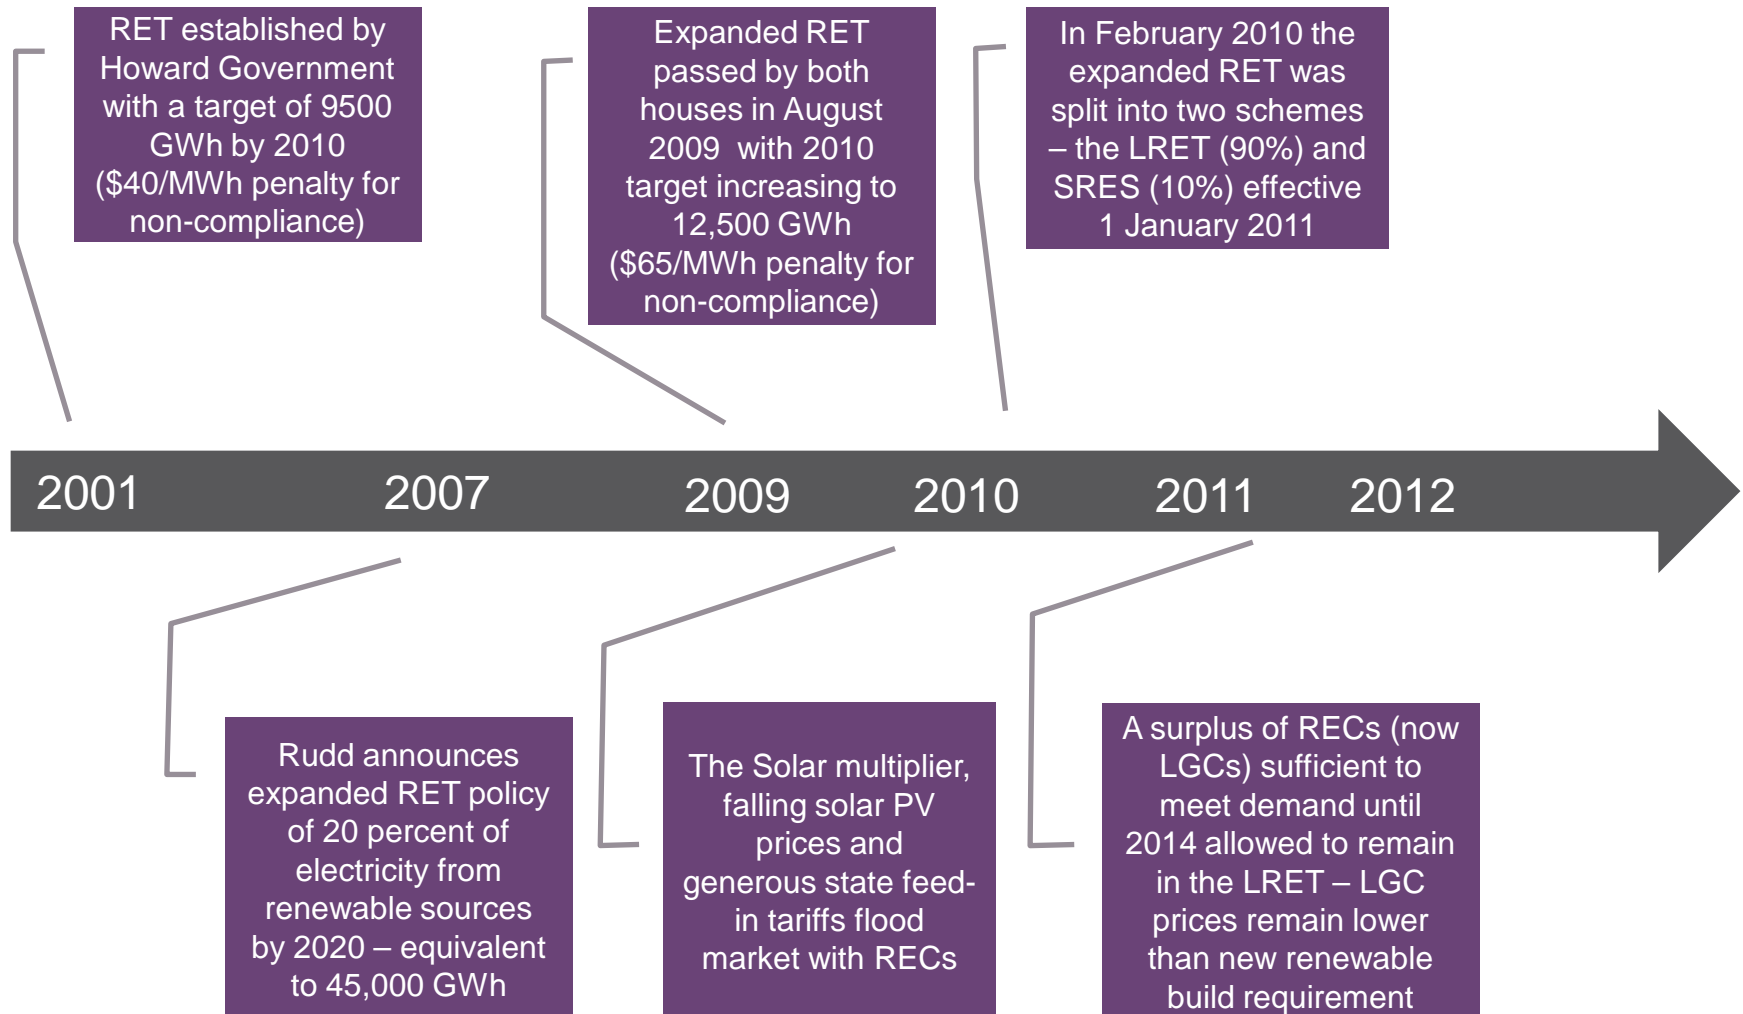 RET established by
Howard Government
with a target of 9500
GWh by 2010
($40/MWh penalty for
non-compliance)
Expanded RET
passed by both
houses in August
2009 with 2010
target increasing to
12,500 GWh
($65/MWh penalty for
non-compliance)
In February 2010 the
expanded RET was
split into two schemes
– the LRET (90%) and
SRES (10%) effective
1 January 2011
2001
2007
2009
2010
2011
2012
Rudd announces
expanded RET policy
of 20 percent of
electricity from
renewable sources
by 2020 – equivalent
to 45,000 GWh
The Solar multiplier,
falling solar PV
prices and
generous state feed-
in tariffs flood
market with RECs
A surplus of RECs (now
LGCs) sufficient to
meet demand until
2014 allowed to remain
in the LRET – LGC
prices remain lower
than new renewable
build requirement